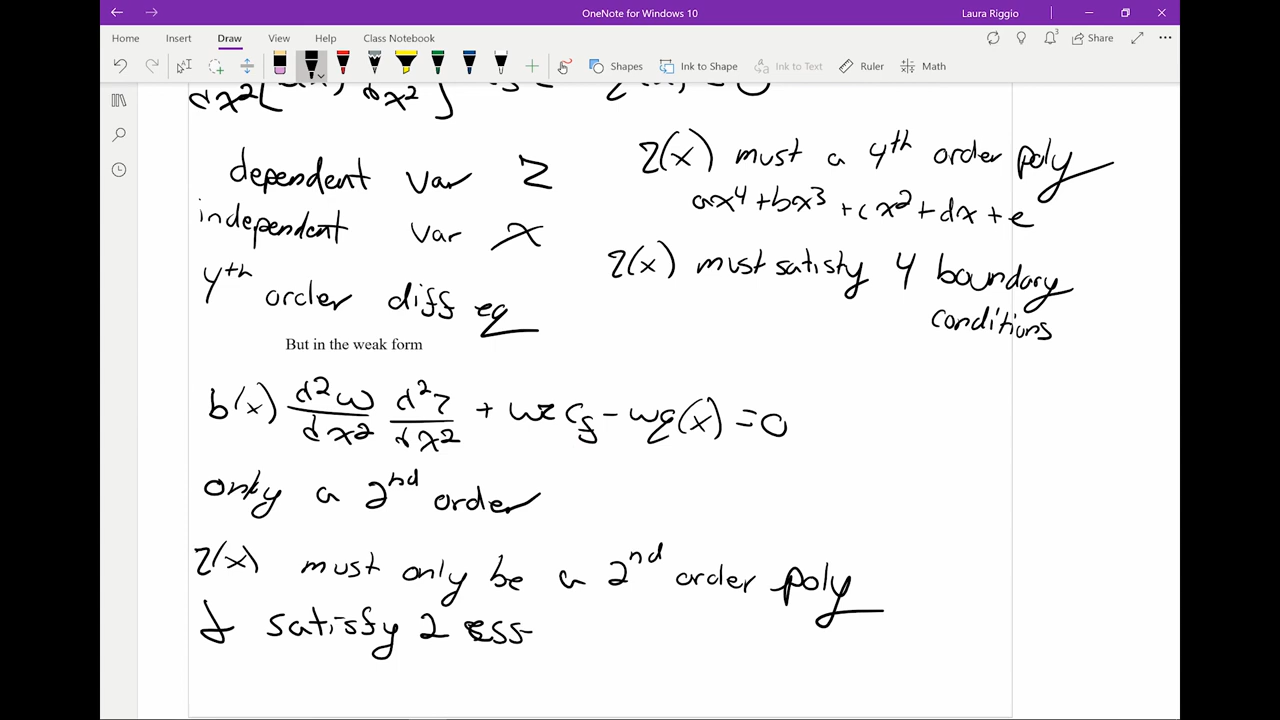 OneNote for Windows 10
Laura Riggio
Home Insert Draw View Help Class Notebook
Share
Shapes Ink to Shape Ink to Text Ruler Math
dependent var z
independent var x
4th order diff eq
z(x) must a 4th order poly
ax⁴ + bx³ + cx² + dx + e
z(x) must satisfy 4 boundary
conditions
But in the weak form
b(x) d²w/dx² d²z/dx² + wz cf - wq(x) = 0
only a 2nd order
z(x) must only be a 2nd order poly
& satisfy 2 ess